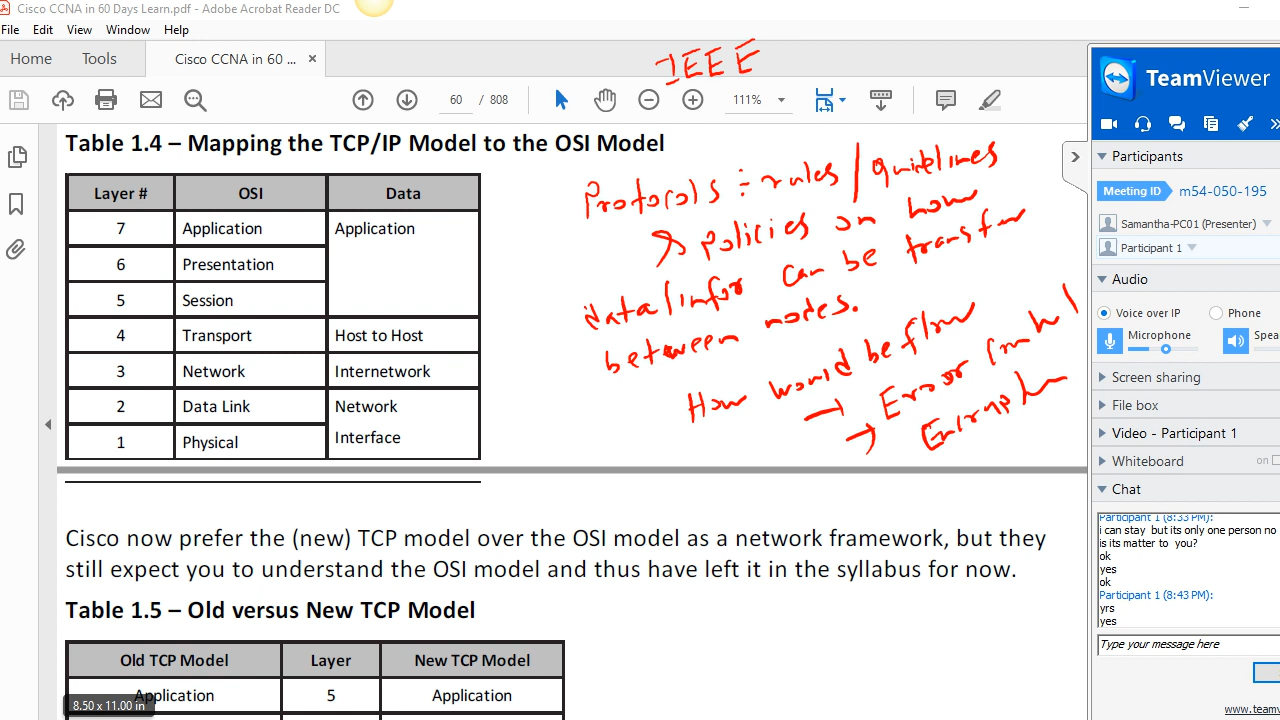 Cisco CCNA in 60 Days Learn.pdf - Adobe Acrobat Reader DC
File Edit View Window Help
Home Tools Cisco CCNA in 60 ... ×
IEEE
60 / 808 111%
Table 1.4 – Mapping the TCP/IP Model to the OSI Model
Layer # OSI Data
7 Application Application
6 Presentation
5 Session
4 Transport Host to Host
3 Network Internetwork
2 Data Link Network
1 Physical Interface
Protocols : rules / guidelines
policies on how
data/infor can be transfer
between nodes.
How would be flow
→ Error
→
Cisco now prefer the (new) TCP model over the OSI model as a network framework, but they
still expect you to understand the OSI model and thus have left it in the syllabus for now.
Table 1.5 – Old versus New TCP Model
Old TCP Model Layer New TCP Model
Application 5 Application
8.50 x 11.00 in
TeamViewer
Participants
Meeting ID m54-050-195
Samantha-PC01 (Presenter)
Participant 1
Audio
Voice over IP Phone
Microphone Spea
Screen sharing
File box
Video - Participant 1
Whiteboard on
Chat
Participant 1 (8:33 PM):
i can stay but its only one person no
is its matter to you?
ok
yes
ok
Participant 1 (8:43 PM):
yrs
yes
Type your message here
www.teamv